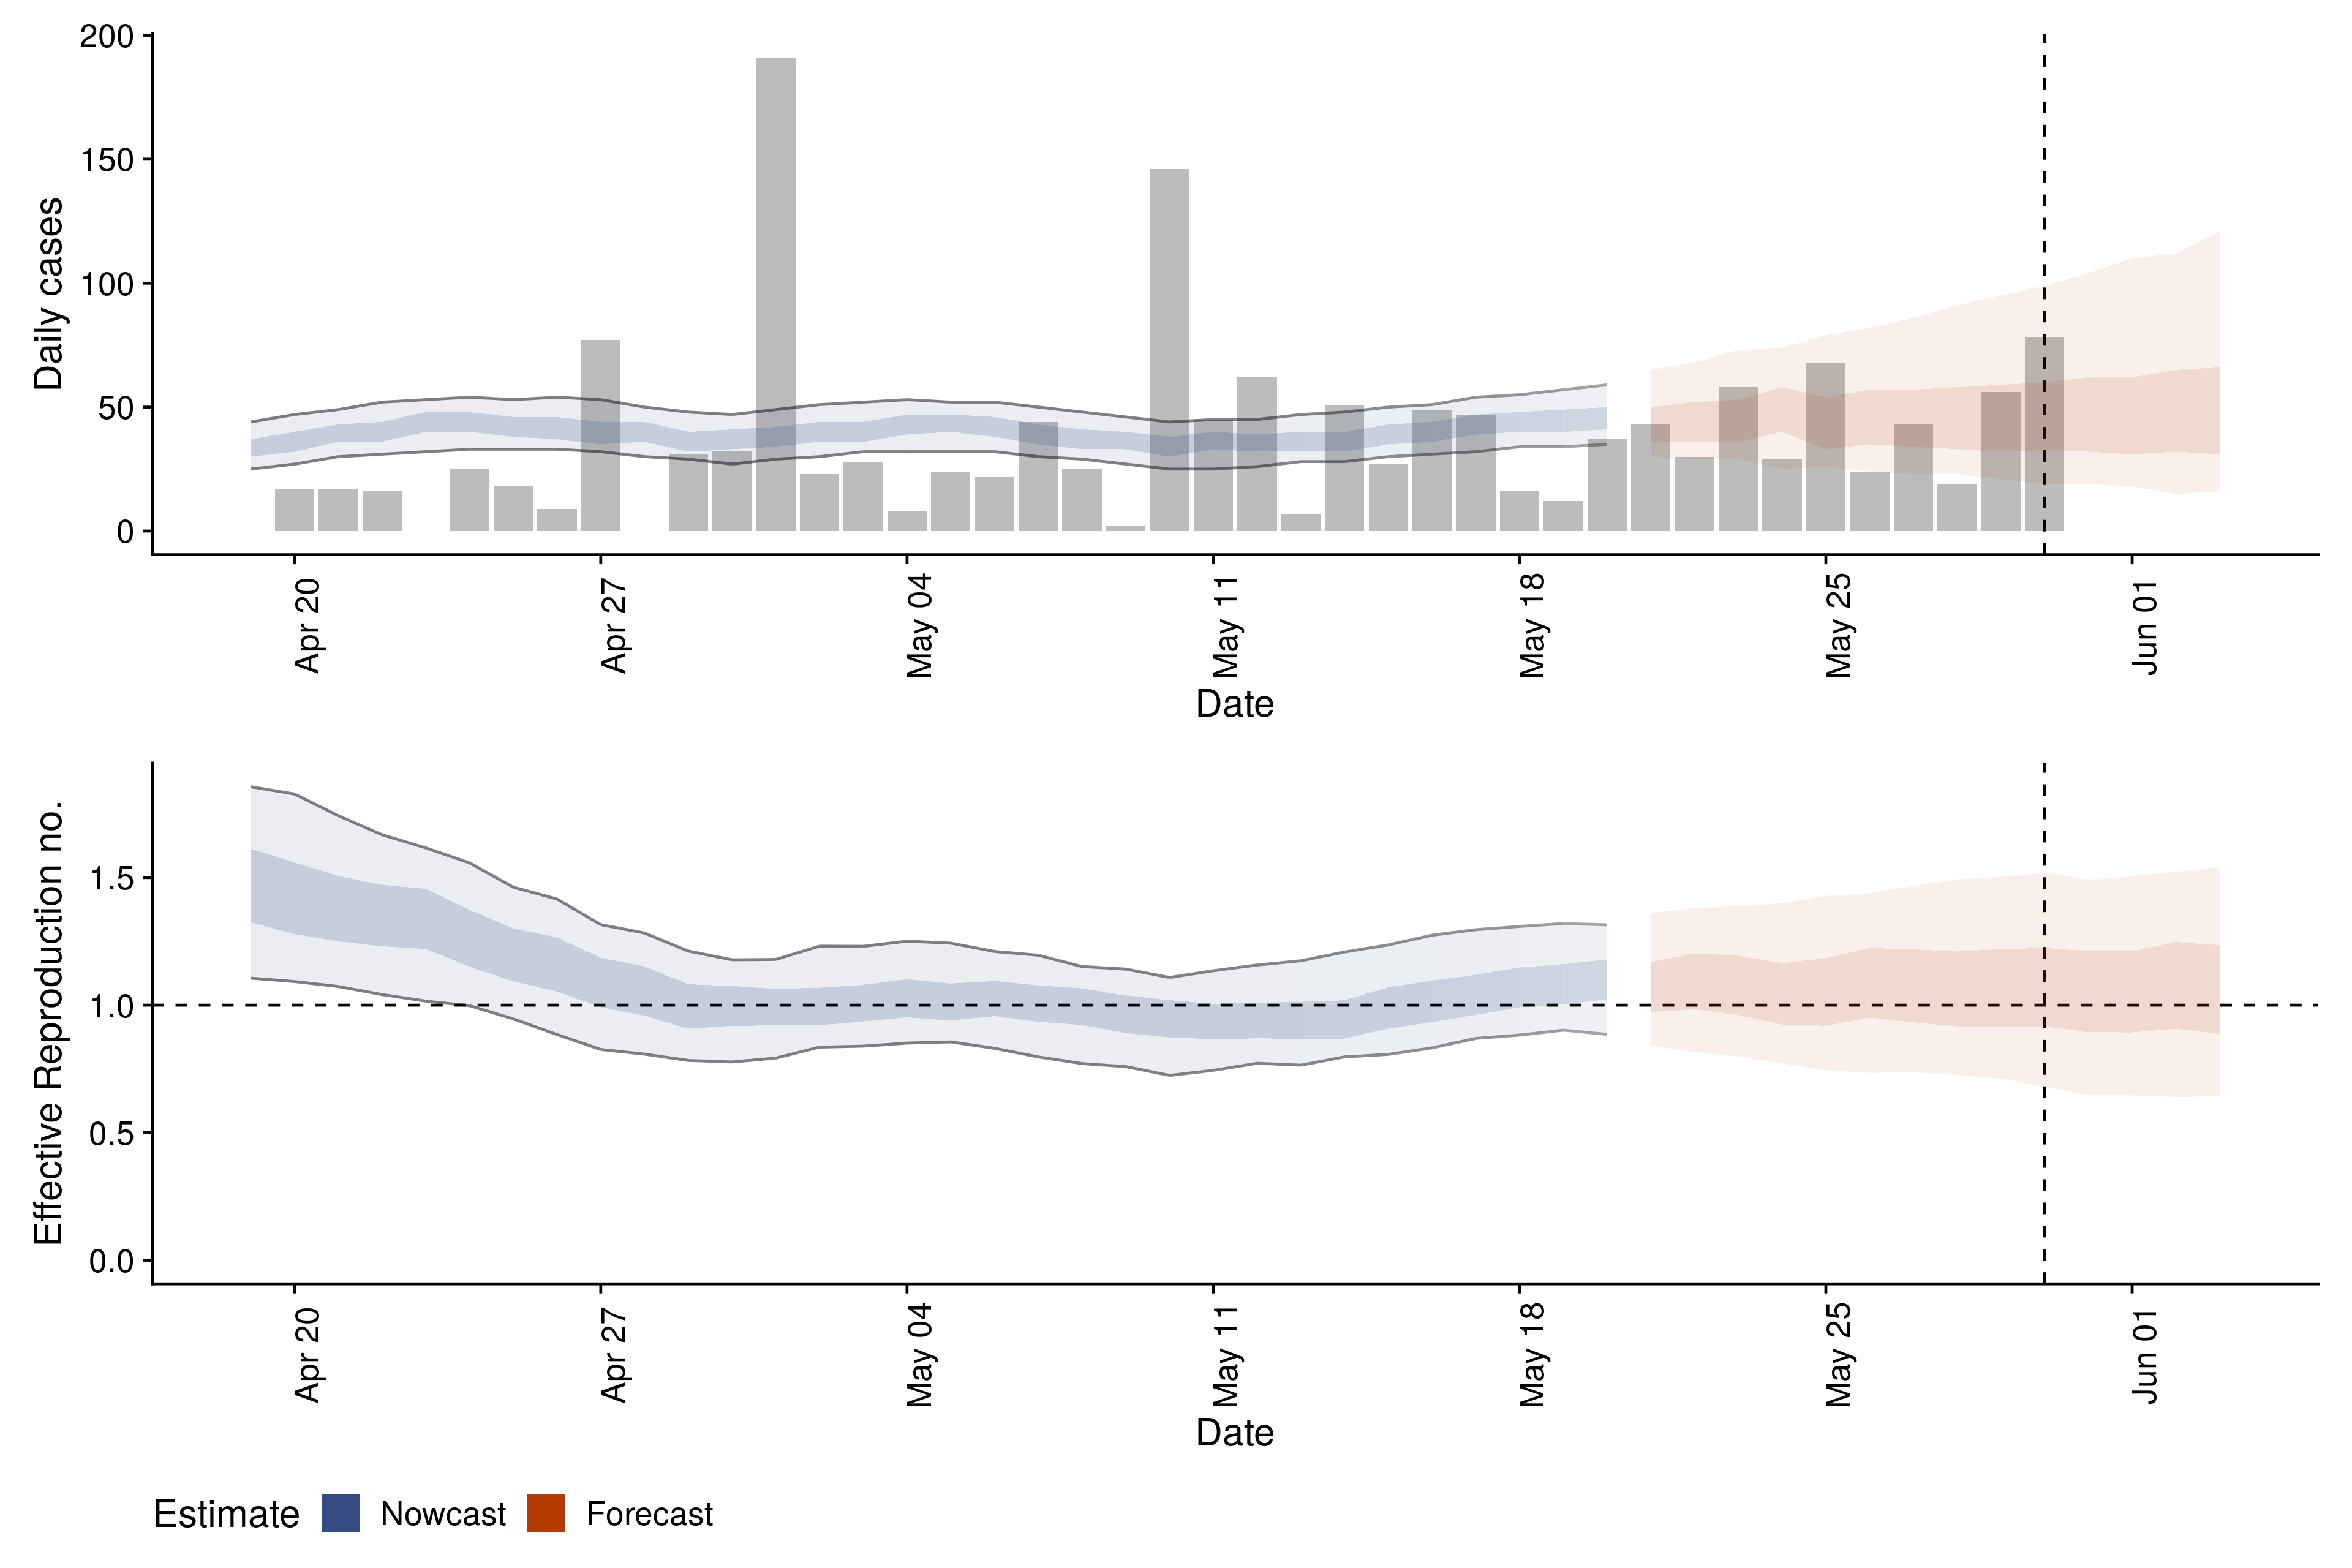 200
150
100
50
0
Daily cases
Apr 20
Apr 27
May 04
May 11
May 18
May 25
Jun 01
Date
1.5
1.0
0.5
0.0
Effective Reproduction no.
Apr 20
Apr 27
May 04
May 11
May 18
May 25
Jun 01
Date
Estimate Nowcast Forecast